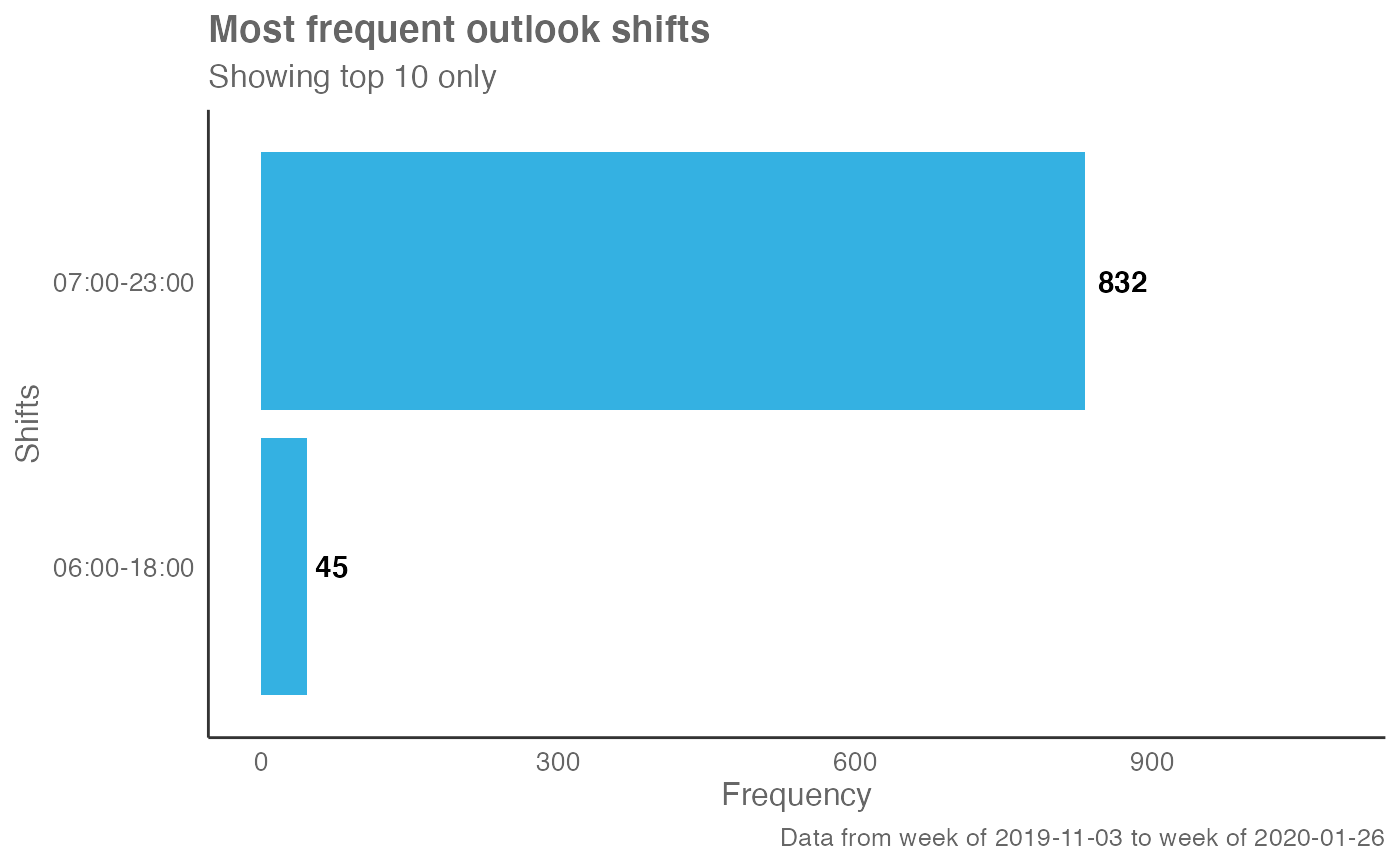 Most frequent outlook shifts
Showing top 10 only
07:00-23:00
832
Shifts
06:00-18:00
45
0
300
600
900
Frequency
Data from week of 2019-11-03 to week of 2020-01-26